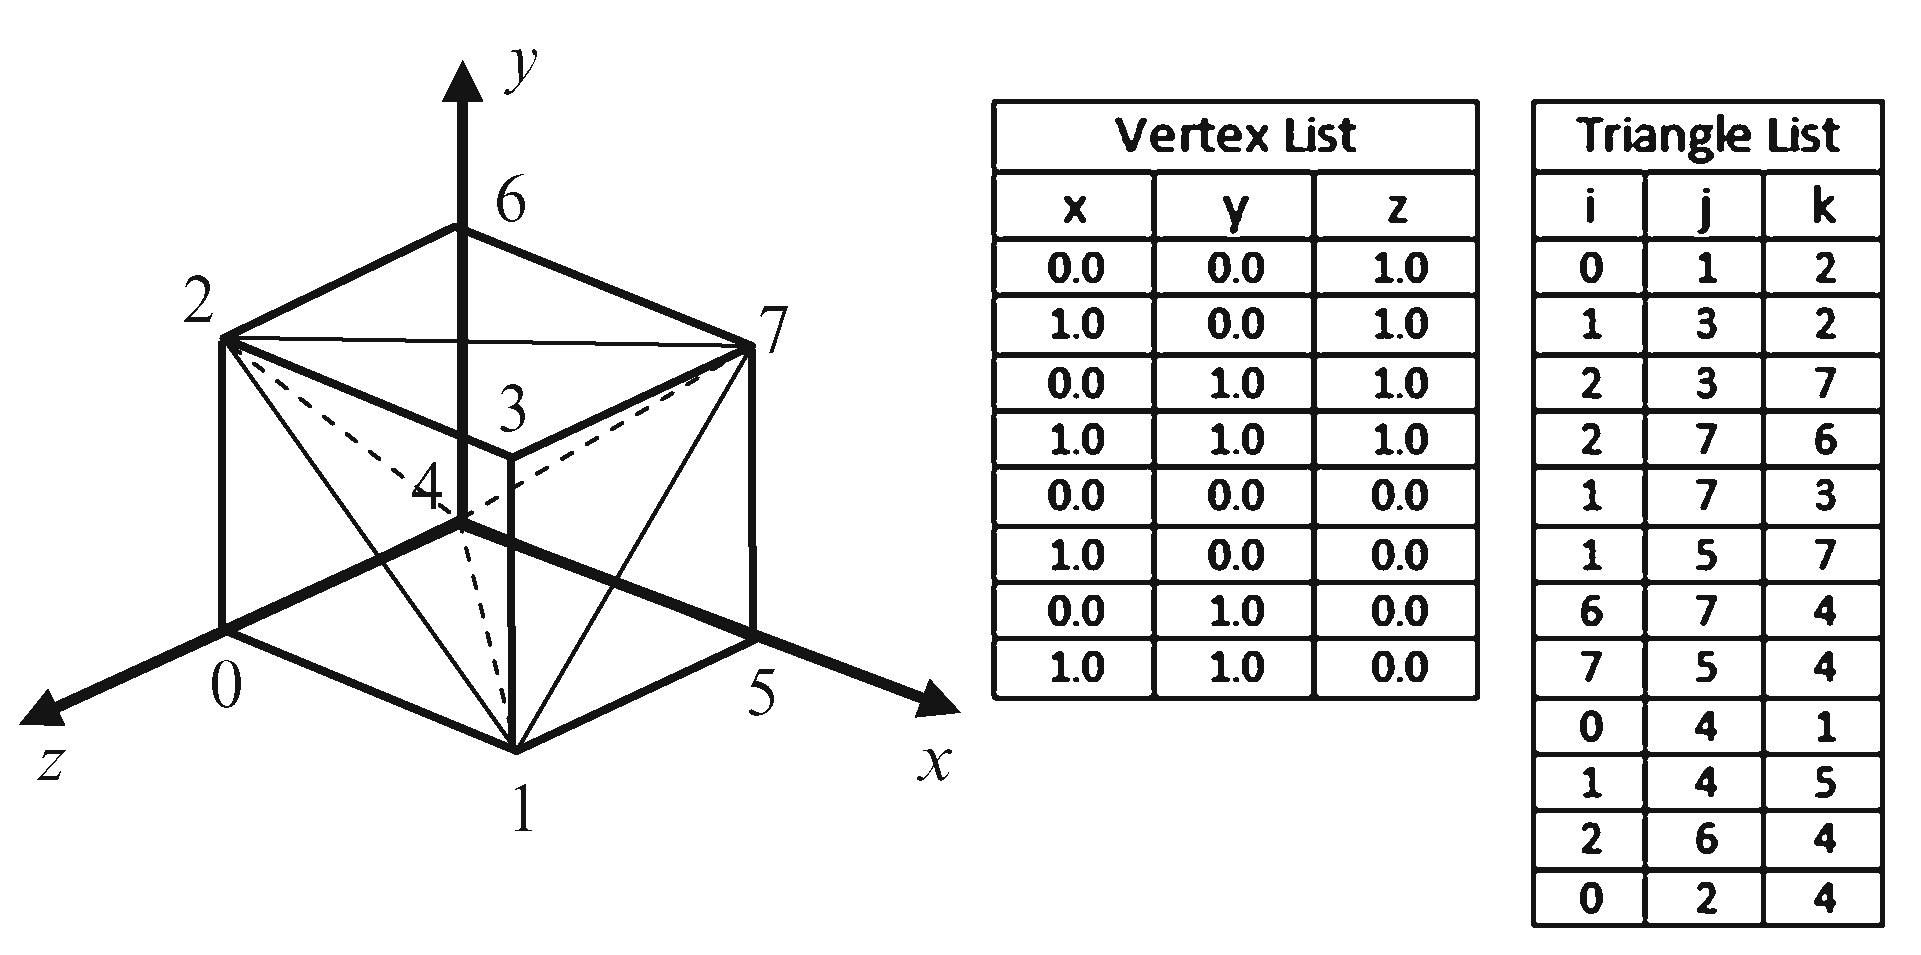 y
6
2
7
3
4
0
5
z
x
1
Vertex List
x y z
0.0 0.0 1.0
1.0 0.0 1.0
0.0 1.0 1.0
1.0 1.0 1.0
0.0 0.0 0.0
1.0 0.0 0.0
0.0 1.0 0.0
1.0 1.0 0.0
Triangle List
i j k
0 1 2
1 3 2
2 3 7
2 7 6
1 7 3
1 5 7
6 7 4
7 5 4
0 4 1
1 4 5
2 6 4
0 2 4